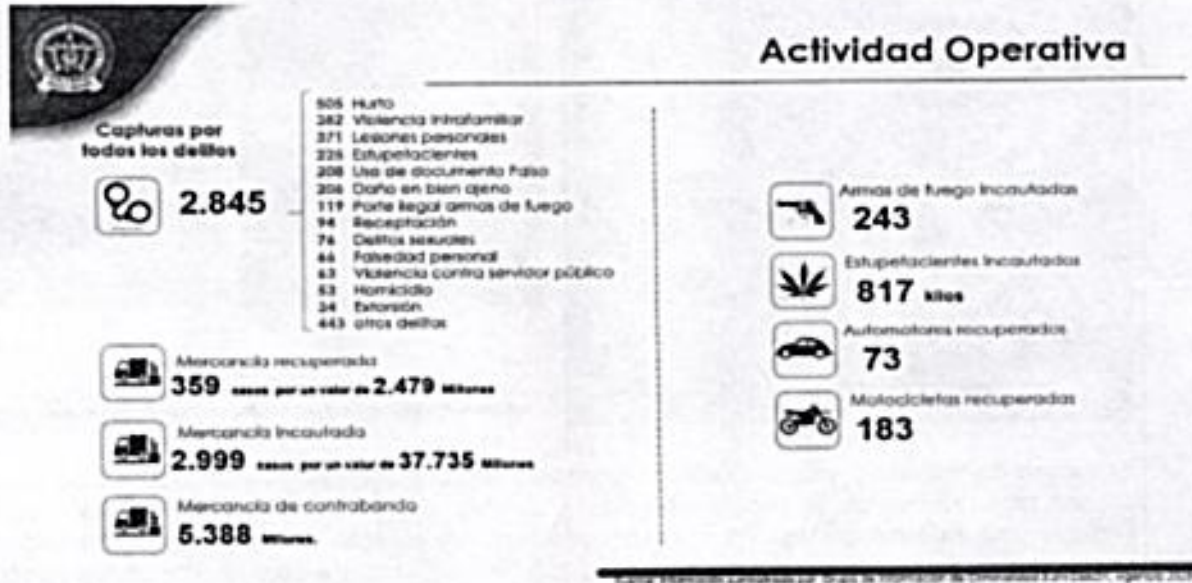 Actividad Operativa
Capturas por
todos los delitos
2.845
505 Hurto
382 Violencia Intrafamiliar
371 Lesiones personales
225 Estupefacientes
208 Uso de documento Falso
206 Daño en bien ajeno
119 Porte ilegal armas de fuego
94 Receptación
76 Delitos sexuales
66 Falsedad personal
63 Violencia contra servidor público
53 Homicidio
34 Extorsión
443 otros delitos
Mercancía recuperada
359 casos por un valor de 2.479 Millones
Mercancía Incautada
2.999 casos por un valor de 37.735 Millones
Mercancía de contrabando
5.388 Millones.
Armas de fuego Incautadas
243
Estupefacientes Incautados
817 kilos
Automotores recuperados
73
Motocicletas recuperadas
183